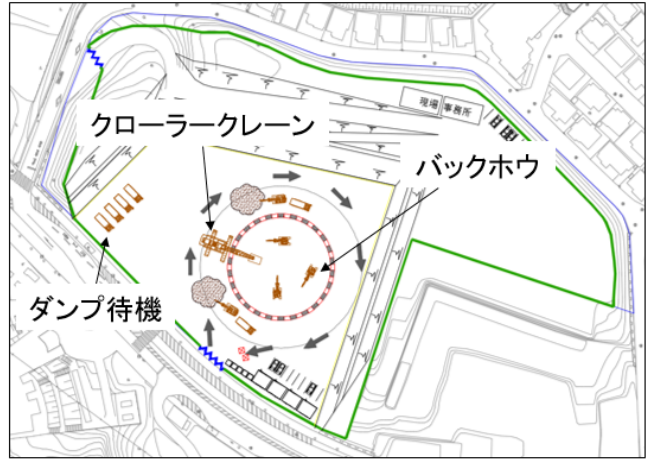 現場 事務所
クローラークレーン
バックホウ
ダンプ待機